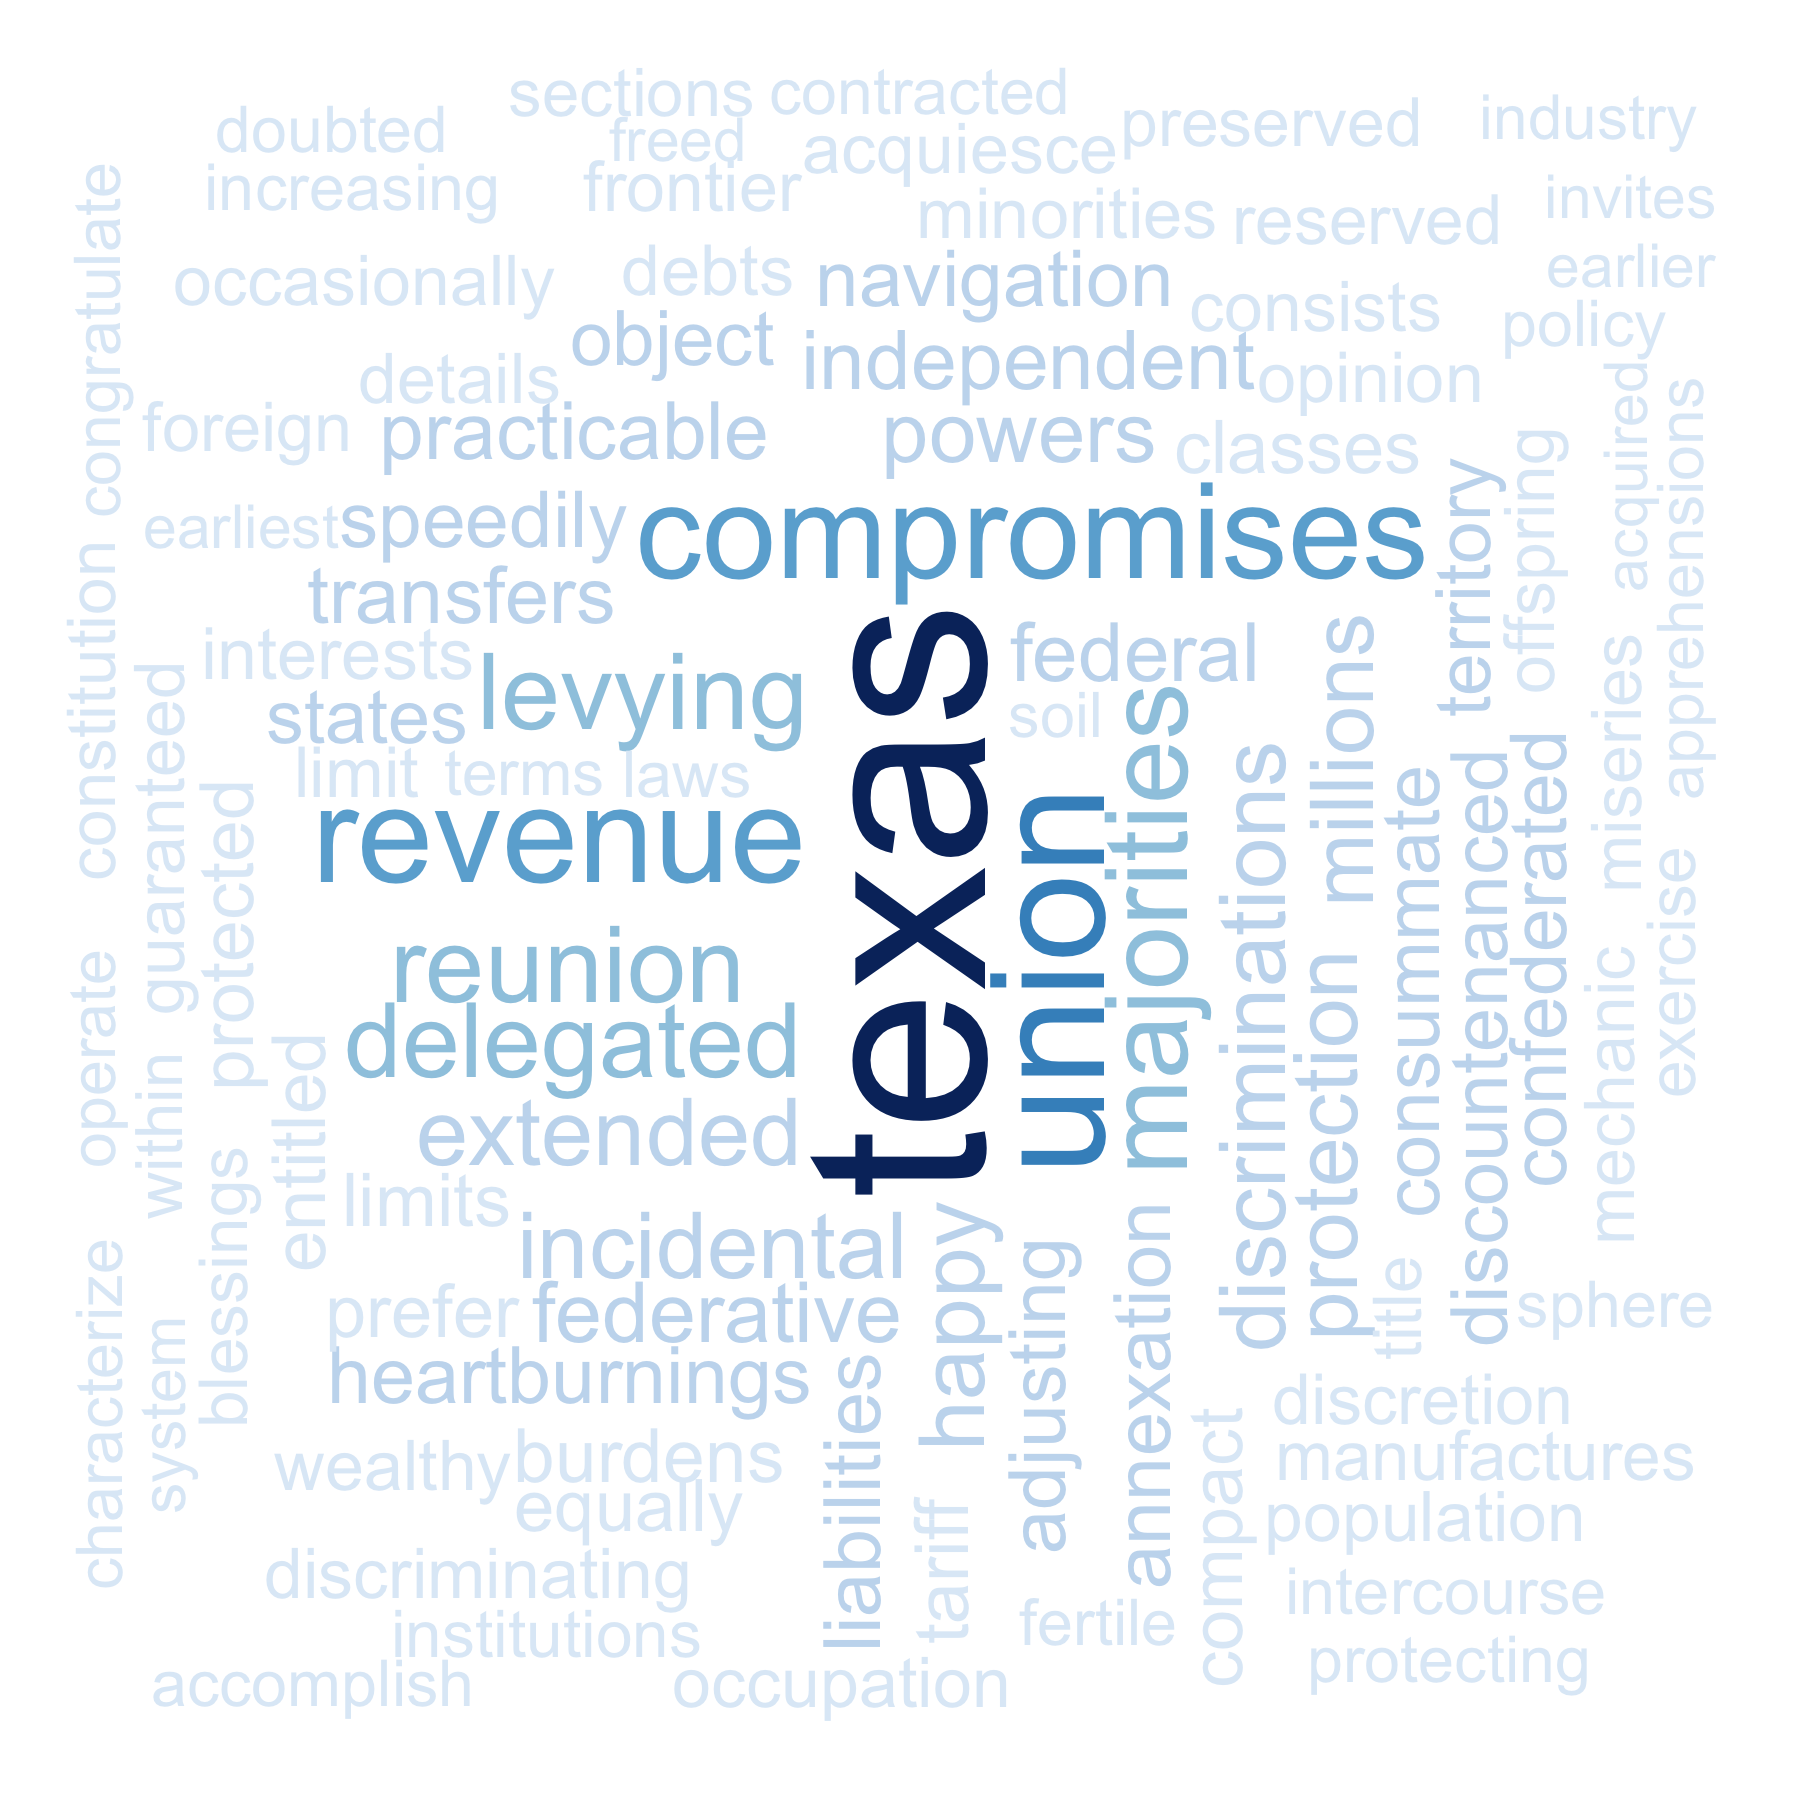 sections contracted
doubted freed acquiesce preserved industry
increasing frontier minorities reserved invites
congratulate
occasionally debts navigation consists earlier
object independent policy
details opinion
foreign practicable powers classes
acquired
apprehensions
offspring
territory
earliest speedily compromises
transfers
constitution
interests federal
states levying soil
limit terms laws
revenue
texas
union
majorities
millions
guaranteed
protected
reunion
delegated
extended
discriminations
protection
consummate
discountenanced
confederated
miseries
mechanic
exercise
operate
within
entitled
blessings
limits
incidental
happy
adjusting
annexation
title
sphere
prefer federative
heartburnings
characterize
system
liabilities
tariff
compact
discretion
wealthy burdens manufactures
equally population
discriminating intercourse
institutions fertile protecting
accomplish occupation